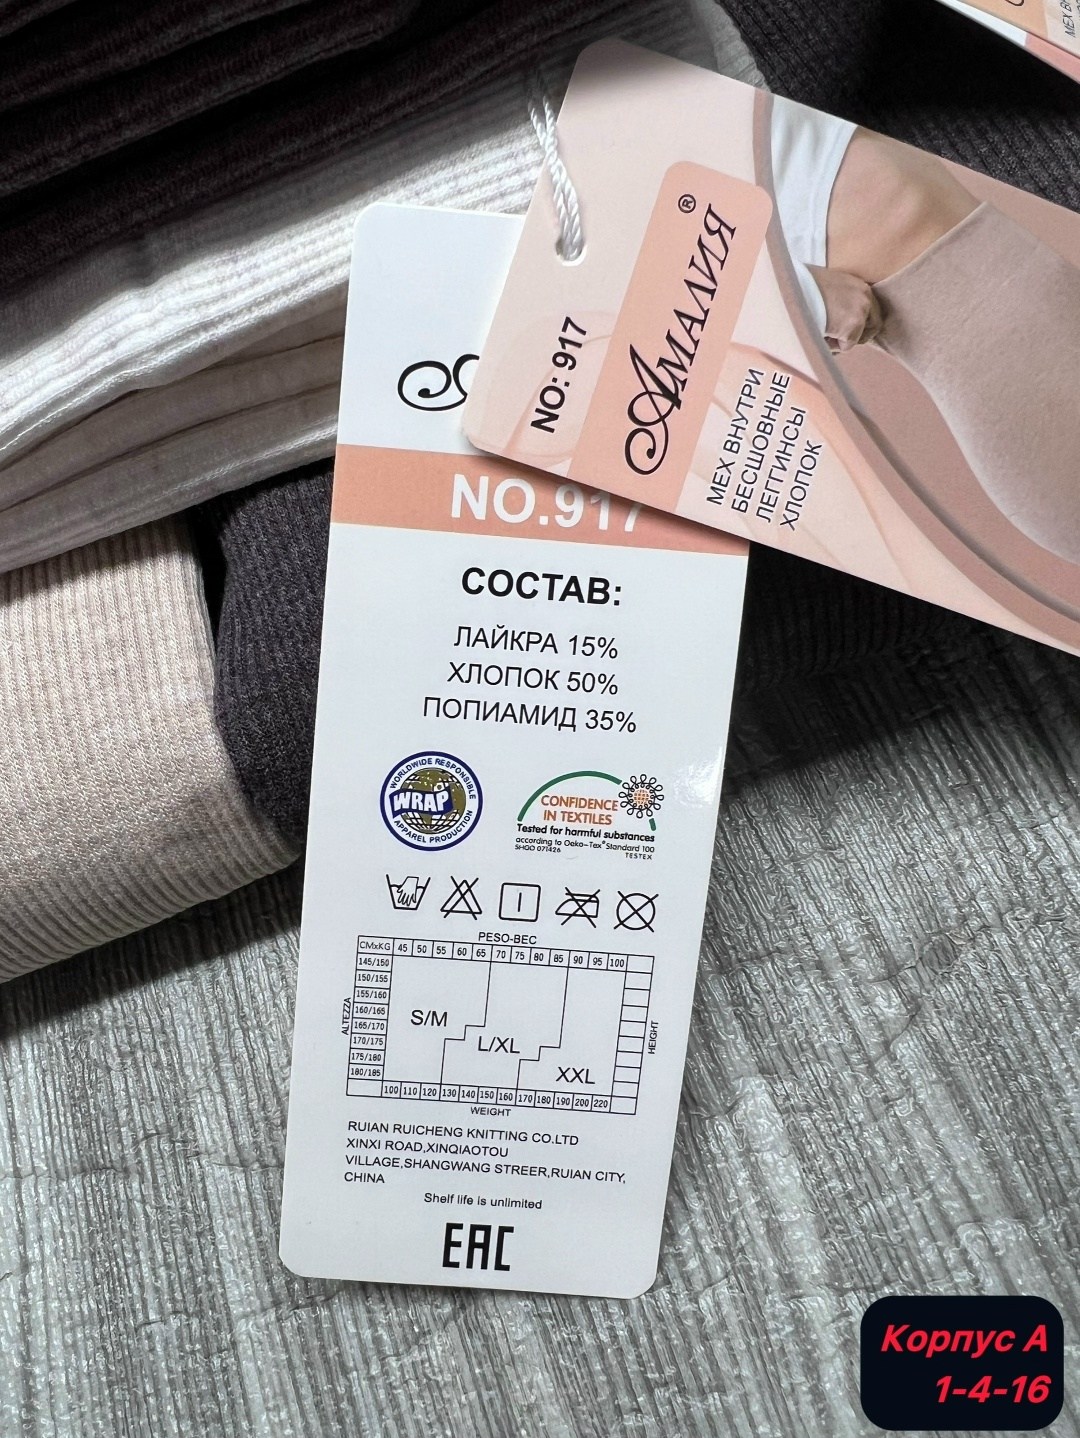 АМАЛИЯ®
NO: 917
МЕХ ВНУТРИ
БЕСШОВНЫЕ
ЛЕГГИНСЫ
ХЛОПОК
NO.917
СОСТАВ:
ЛАЙКРА 15%
ХЛОПОК 50%
ПОПИАМИД 35%
WORLDWIDE RESPONSIBLE
WRAP
APPAREL PRODUCTION
CONFIDENCE
IN TEXTILES
Tested for harmful substances
according to Oeko-Tex® Standard 100
SHGO 071426
TESTEX
PESO-ВЕС
CMxKG 45 50 55 60 65 70 75 80 85 90 95 100
145/150
150/155
155/160
160/165
165/170
170/175
175/180
180/185
ALTEZZA
HEIGHT
S/M
L/XL
XXL
100 110 120 130 140 150 160 170 180 190 200 220
WEIGHT
RUIAN RUICHENG KNITTING CO.LTD
XINXI ROAD,XINQIAOTOU
VILLAGE,SHANGWANG STREER,RUIAN CITY,
CHINA
Shelf life is unlimited
EAC
Корпус А
1-4-16